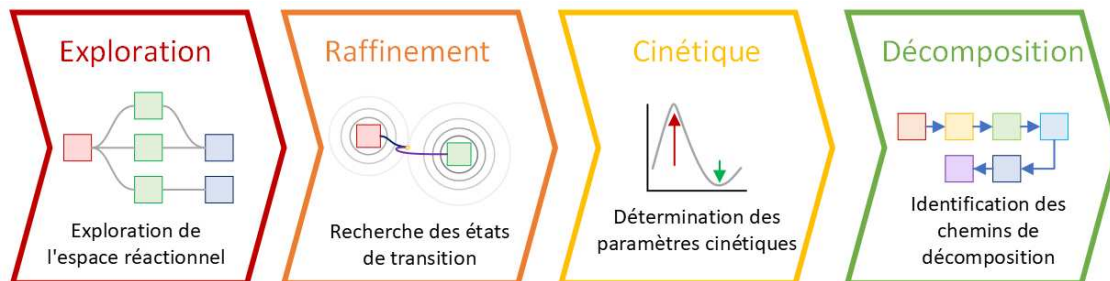 Exploration
Exploration de
l'espace réactionnel
Raffinement
Recherche des états
de transition
Cinétique
Détermination des
paramètres cinétiques
Décomposition
Identification des
chemins de
décomposition